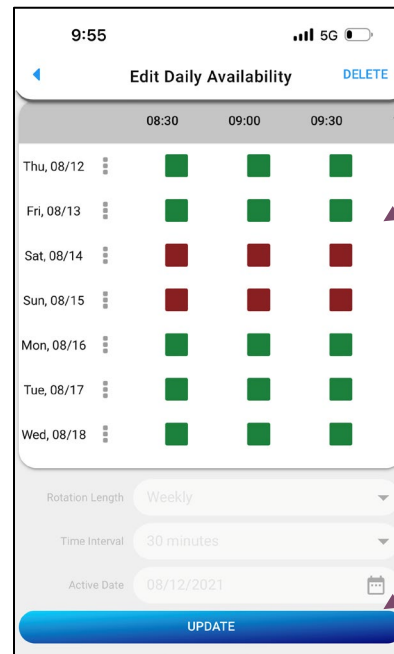 9:55 5G
Edit Daily Availability DELETE
08:30 09:00 09:30
Thu, 08/12
Fri, 08/13
Sat, 08/14
Sun, 08/15
Mon, 08/16
Tue, 08/17
Wed, 08/18
Rotation Length Weekly
Time Interval 30 minutes
Active Date 08/12/2021
UPDATE